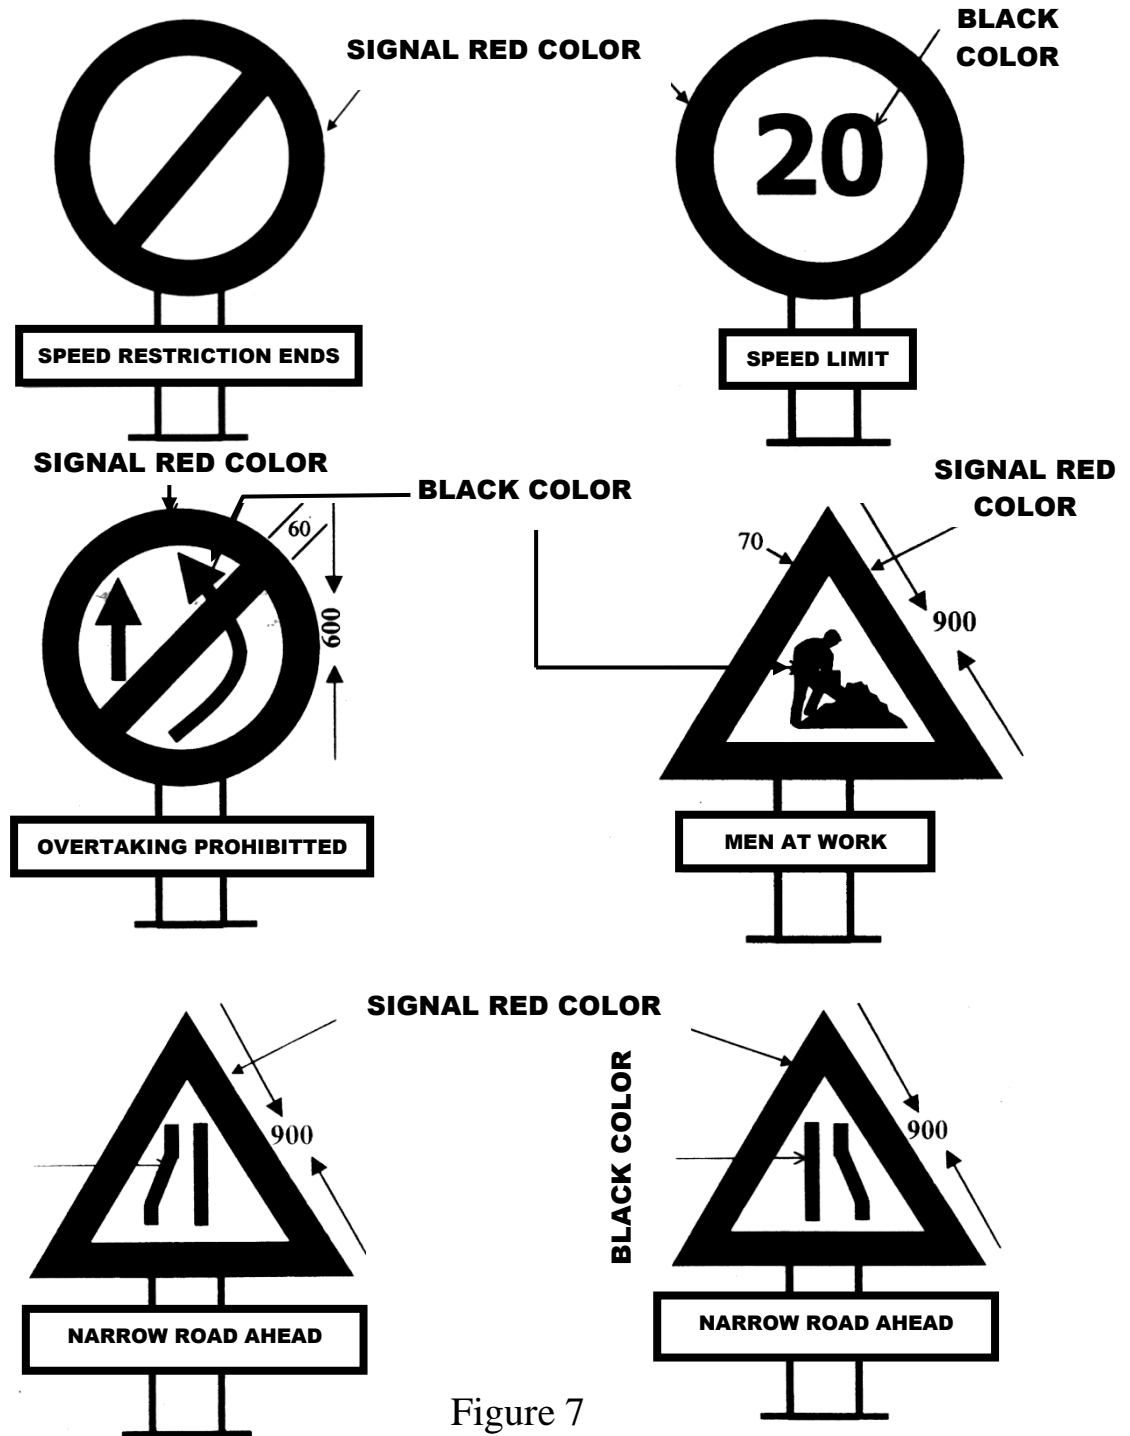 SIGNAL RED COLOR
BLACK
COLOR
20
SPEED RESTRICTION ENDS
SPEED LIMIT
SIGNAL RED COLOR
BLACK COLOR
SIGNAL RED
COLOR
60
600
70
900
OVERTAKING PROHIBITTED
MEN AT WORK
SIGNAL RED COLOR
BLACK COLOR
900
900
NARROW ROAD AHEAD
NARROW ROAD AHEAD
Figure 7